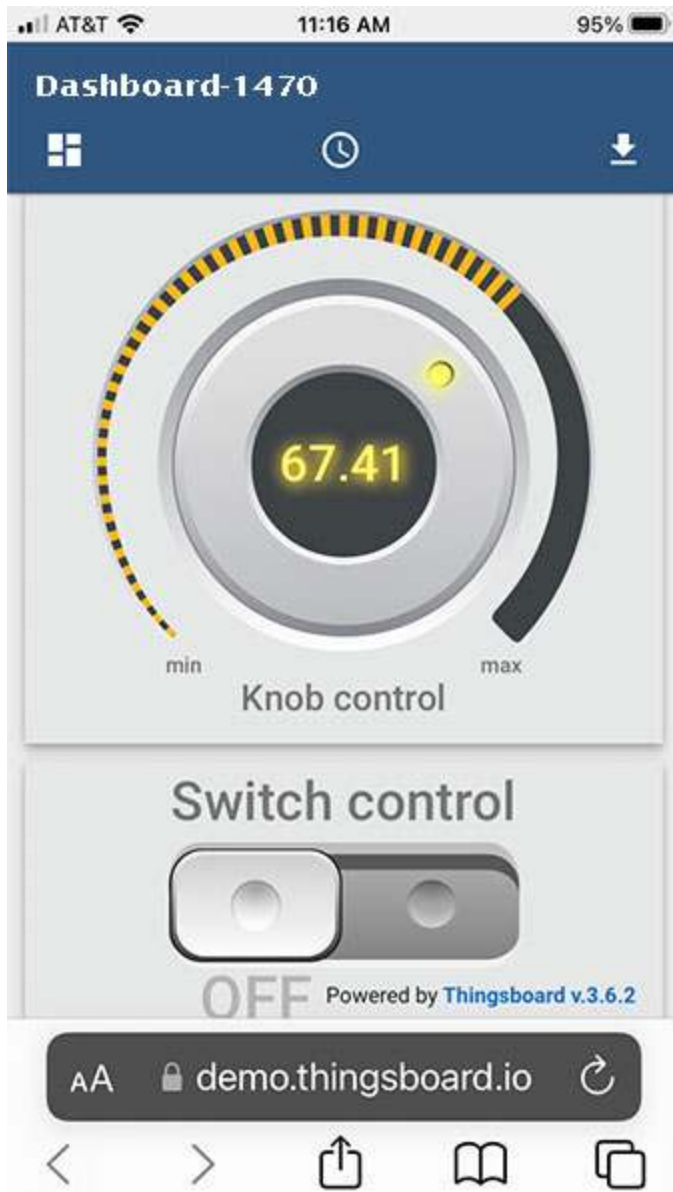 AT&T 11:16 AM 95%
Dashboard-1470
67.41
min max
Knob control
Switch control
OFF Powered by Thingsboard v.3.6.2
AA demo.thingsboard.io